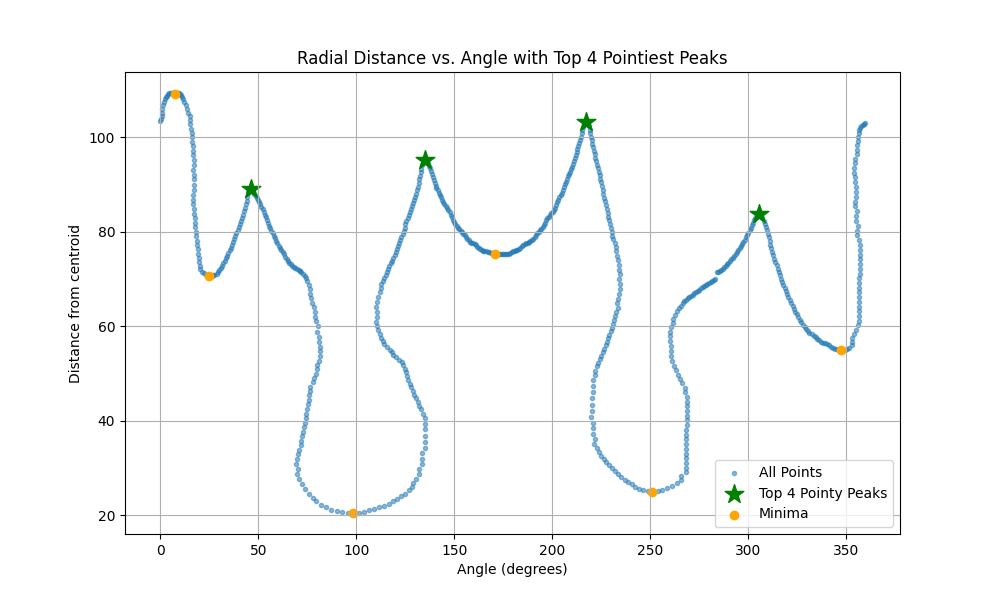 Radial Distance vs. Angle with Top 4 Pointiest Peaks
Distance from centroid
100
80
60
40
20
0 50 100 150 200 250 300 350
Angle (degrees)
All Points
Top 4 Pointy Peaks
Minima